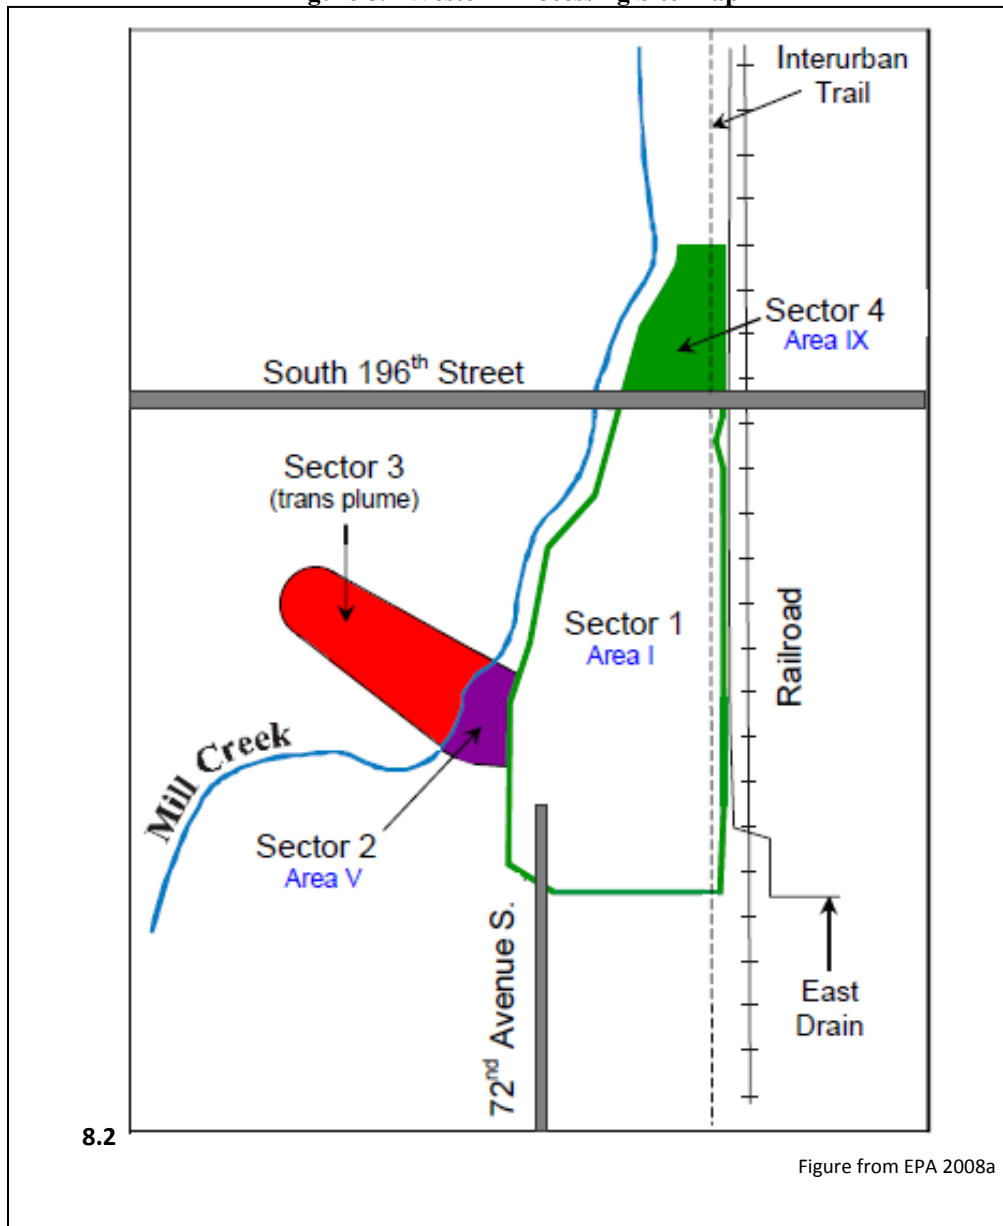 Interurban
Trail
Sector 4
Area IX
South 196th Street
Sector 3
(trans plume)
Sector 1
Area I
Railroad
Mill Creek
Sector 2
Area V
72nd Avenue S.
East
Drain
8.2
Figure from EPA 2008a